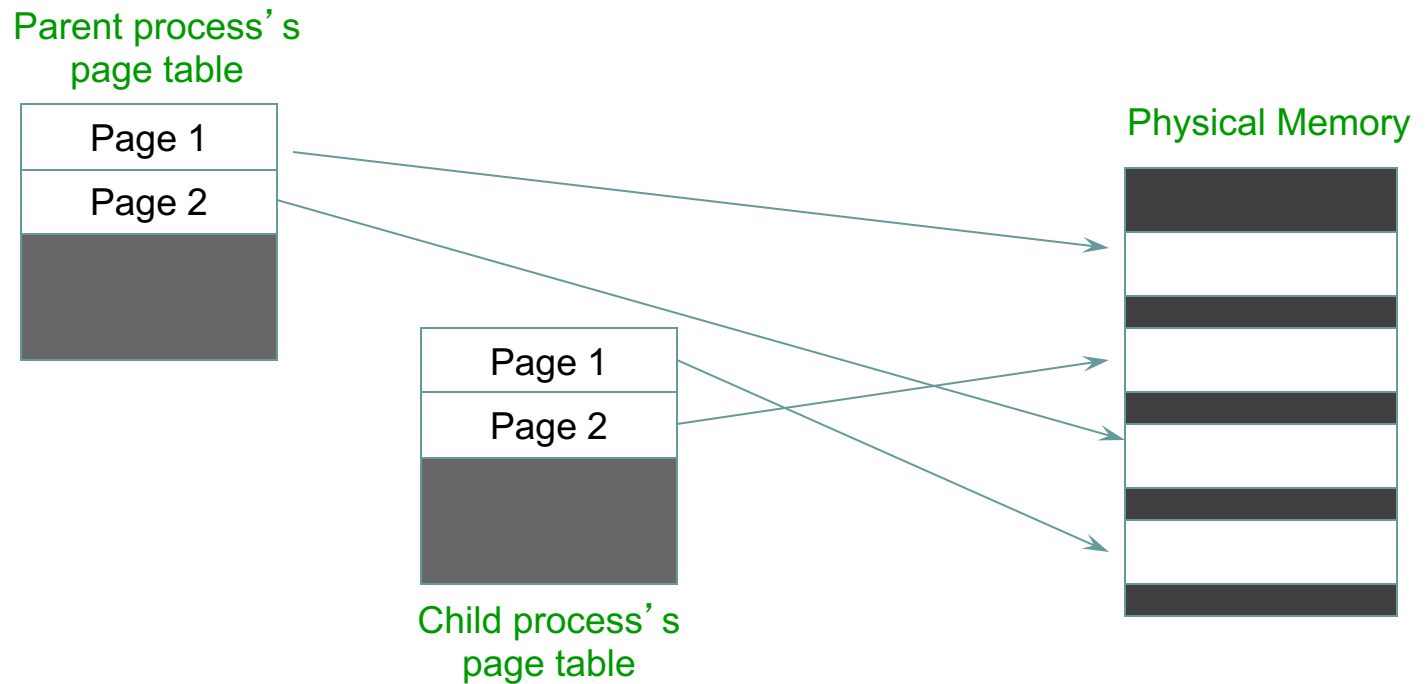 Parent process’s
page table
Page 1
Page 2
Physical Memory
Page 1
Page 2
Child process’s
page table